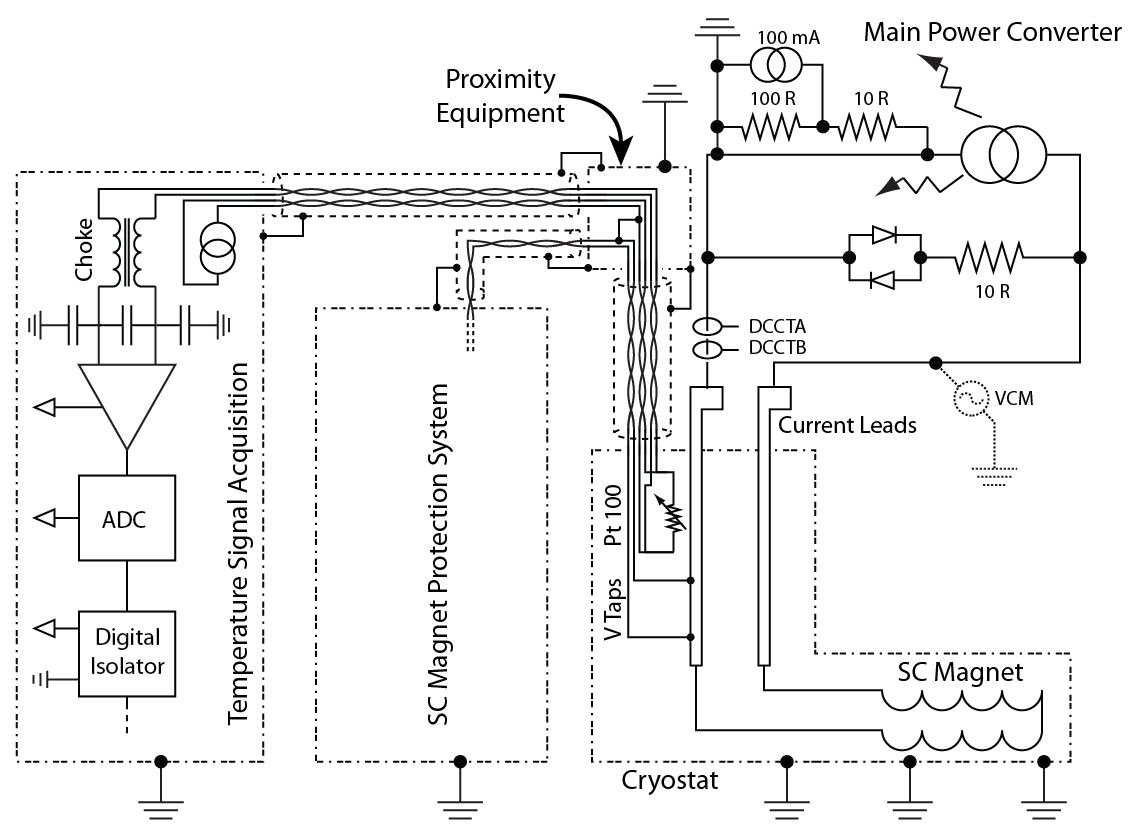 Main Power Converter
100 mA
Proximity
Equipment
100 R
10 R
Choke
10 R
DCCTA
DCCTB
VCM
Current Leads
Temperature Signal Acquisition
SC Magnet Protection System
Pt 100
ADC
V Taps
Digital
Isolator
SC Magnet
Cryostat